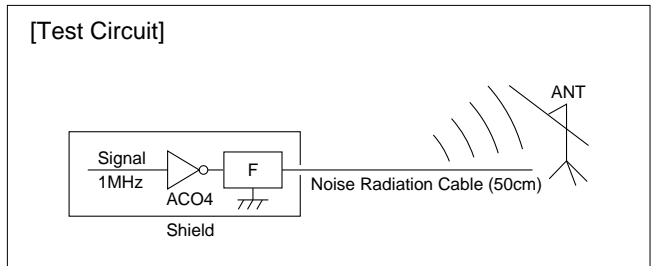 [Test Circuit]
ANT
Signal
1MHz
F
ACO4
Noise Radiation Cable (50cm)
Shield